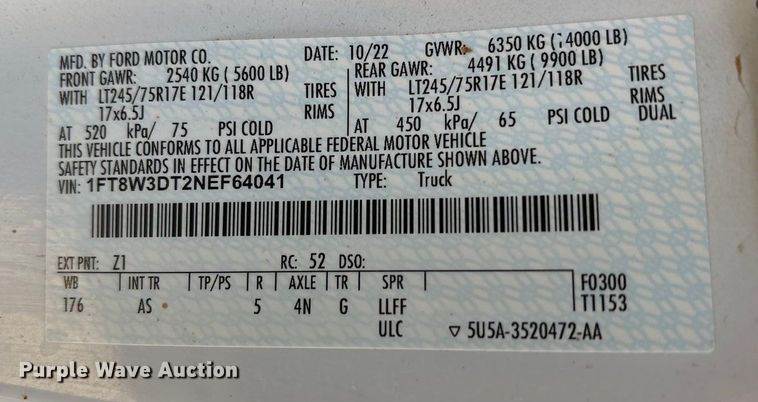 MFD. BY FORD MOTOR CO. DATE: 10/22 GVWR: 6350 KG (14000 LB)
FRONT GAWR: 2540 KG ( 5600 LB) REAR GAWR: 4491 KG ( 9900 LB)
WITH LT245/75R17E 121/118R TIRES WITH LT245/75R17E 121/118R TIRES
17x6.5J RIMS 17x6.5J RIMS
AT 520 kPa/ 75 PSI COLD AT 450 kPa/ 65 PSI COLD DUAL
THIS VEHICLE CONFORMS TO ALL APPLICABLE FEDERAL MOTOR VEHICLE
SAFETY STANDARDS IN EFFECT ON THE DATE OF MANUFACTURE SHOWN ABOVE.
VIN: 1FT8W3DT2NEF64041 TYPE: Truck
EXT PNT: Z1 RC: 52 DSO:
WB INT TR TP/PS R AXLE TR SPR F0300
176 AS 5 4N G LLFF T1153
ULC ▽ 5U5A-3520472-AA
Purple Wave Auction